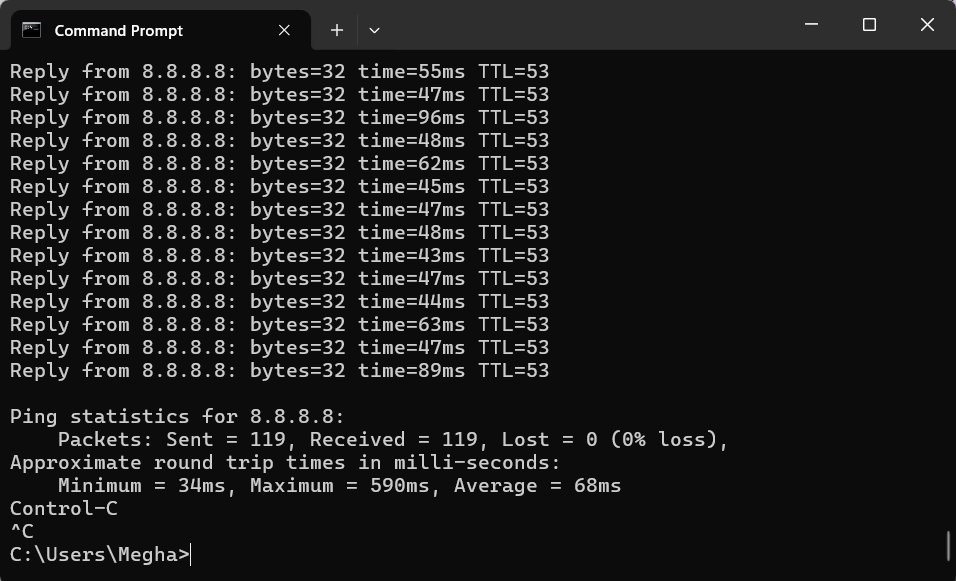 Command Prompt
Reply from 8.8.8.8: bytes=32 time=55ms TTL=53
Reply from 8.8.8.8: bytes=32 time=47ms TTL=53
Reply from 8.8.8.8: bytes=32 time=96ms TTL=53
Reply from 8.8.8.8: bytes=32 time=48ms TTL=53
Reply from 8.8.8.8: bytes=32 time=62ms TTL=53
Reply from 8.8.8.8: bytes=32 time=45ms TTL=53
Reply from 8.8.8.8: bytes=32 time=47ms TTL=53
Reply from 8.8.8.8: bytes=32 time=48ms TTL=53
Reply from 8.8.8.8: bytes=32 time=43ms TTL=53
Reply from 8.8.8.8: bytes=32 time=47ms TTL=53
Reply from 8.8.8.8: bytes=32 time=44ms TTL=53
Reply from 8.8.8.8: bytes=32 time=63ms TTL=53
Reply from 8.8.8.8: bytes=32 time=47ms TTL=53
Reply from 8.8.8.8: bytes=32 time=89ms TTL=53
Ping statistics for 8.8.8.8:
    Packets: Sent = 119, Received = 119, Lost = 0 (0% loss),
Approximate round trip times in milli-seconds:
    Minimum = 34ms, Maximum = 590ms, Average = 68ms
Control-C
^C
C:\Users\Megha>